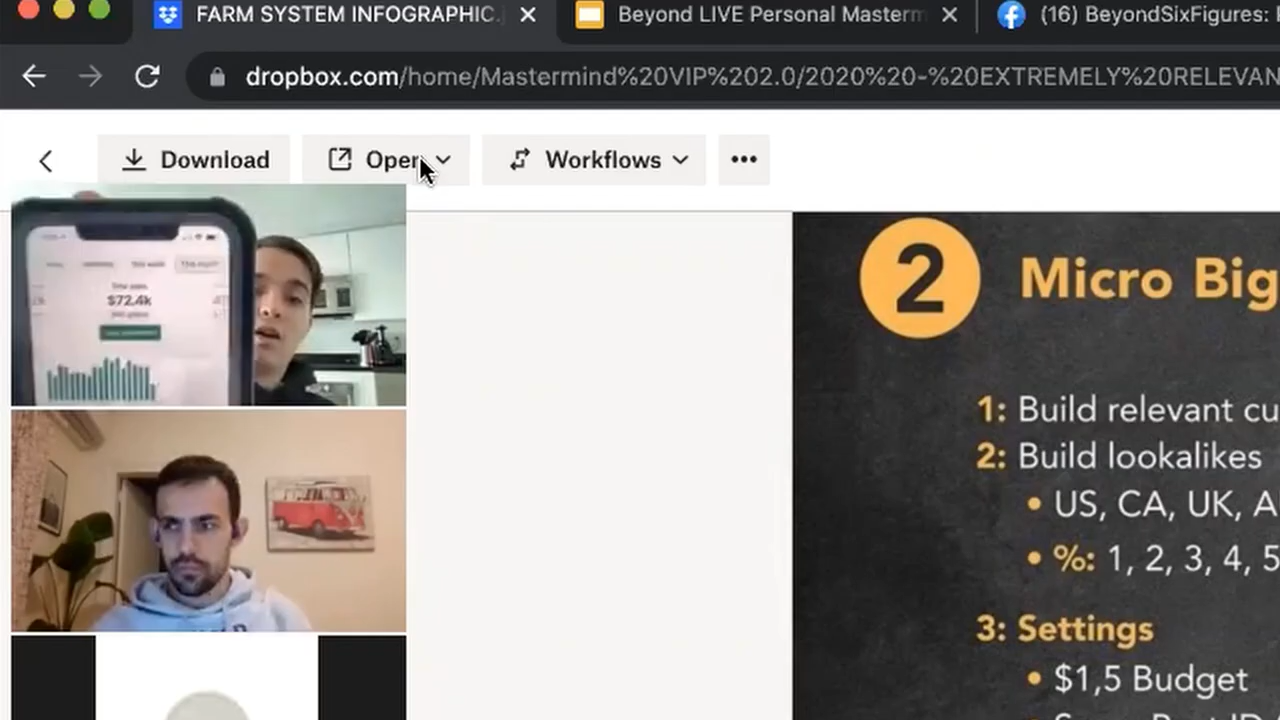 FARM SYSTEM INFOGRAPHIC.
Beyond LIVE Personal Masterm
(16) BeyondSixFigures:
dropbox.com/home/Mastermind%20VIP%202.0/2020%20-%20EXTREMELY%20RELEVAN
Download
Open
Workflows
$72.4k
2
Micro Big
1: Build relevant cu
2: Build lookalikes
• US, CA, UK, A
• %: 1, 2, 3, 4, 5
3: Settings
• $1,5 Budget